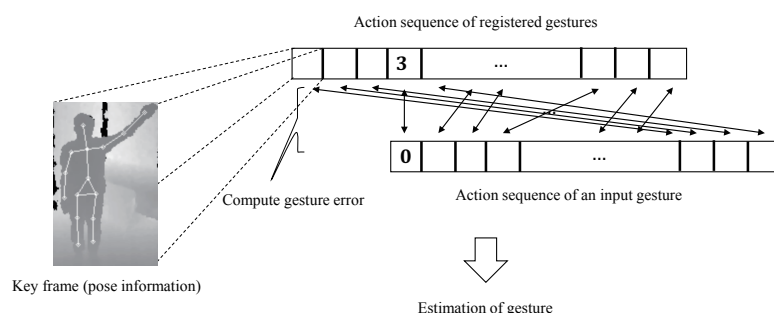 Action sequence of registered gestures
3 ...
...
0 ...
Compute gesture error
Action sequence of an input gesture
Key frame (pose information)
Estimation of gesture